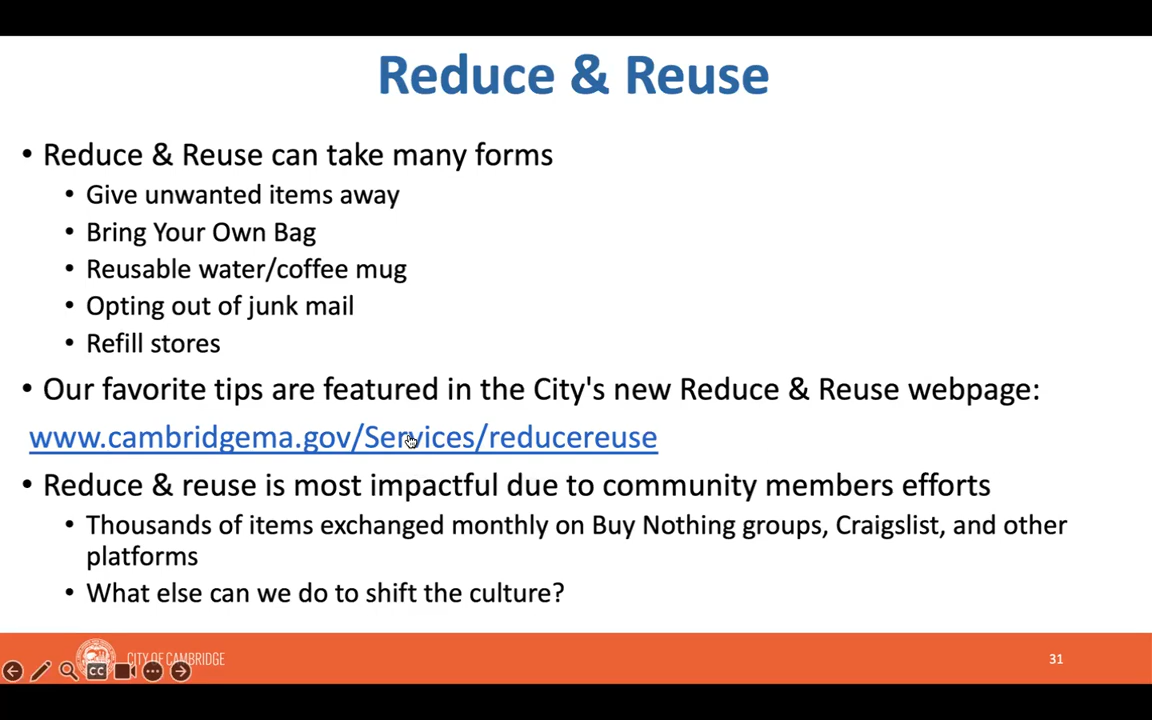 Reduce & Reuse
• Reduce & Reuse can take many forms
• Give unwanted items away
• Bring Your Own Bag
• Reusable water/coffee mug
• Opting out of junk mail
• Refill stores
• Our favorite tips are featured in the City's new Reduce & Reuse webpage:
www.cambridgema.gov/Services/reducereuse
• Reduce & reuse is most impactful due to community members efforts
• Thousands of items exchanged monthly on Buy Nothing groups, Craigslist, and other
platforms
• What else can we do to shift the culture?
CITY OF CAMBRIDGE
CC
31